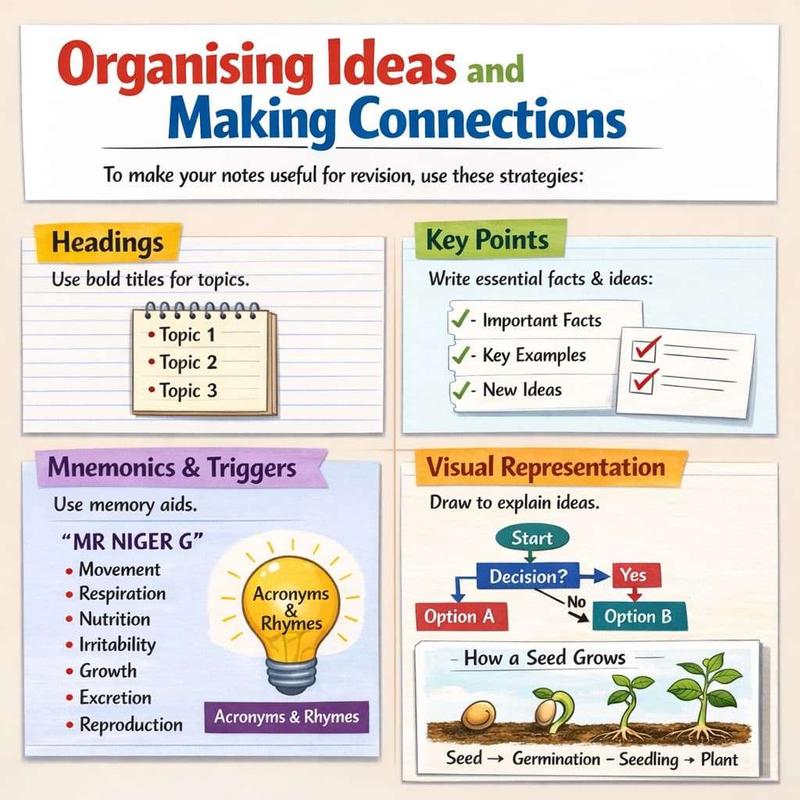 Organising Ideas and
Making Connections
To make your notes useful for revision, use these strategies:
Headings
Use bold titles for topics.
• Topic 1
• Topic 2
• Topic 3
Key Points
Write essential facts & ideas:
✓- Important Facts
✓- Key Examples
✓- New Ideas
Mnemonics & Triggers
Use memory aids.
“MR NIGER G”
• Movement
• Respiration
• Nutrition
• Irritability
• Growth
• Excretion
• Reproduction
Acronyms
&
Rhymes
Acronyms & Rhymes
Visual Representation
Draw to explain ideas.
Start
Decision?
Yes
No
Option A
Option B
- How a Seed Grows
Seed → Germination – Seedling → Plant